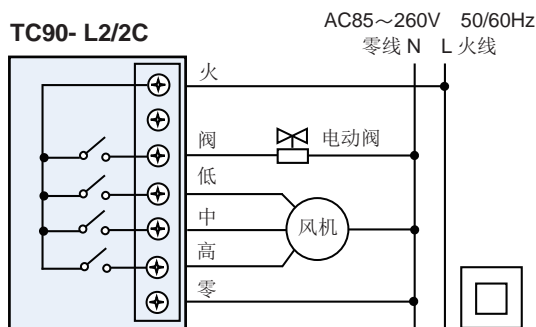 AC85～260V 50/60Hz
TC90- L2/2C
零线 N L 火线
火
阀
电动阀
低
中
风机
高
零